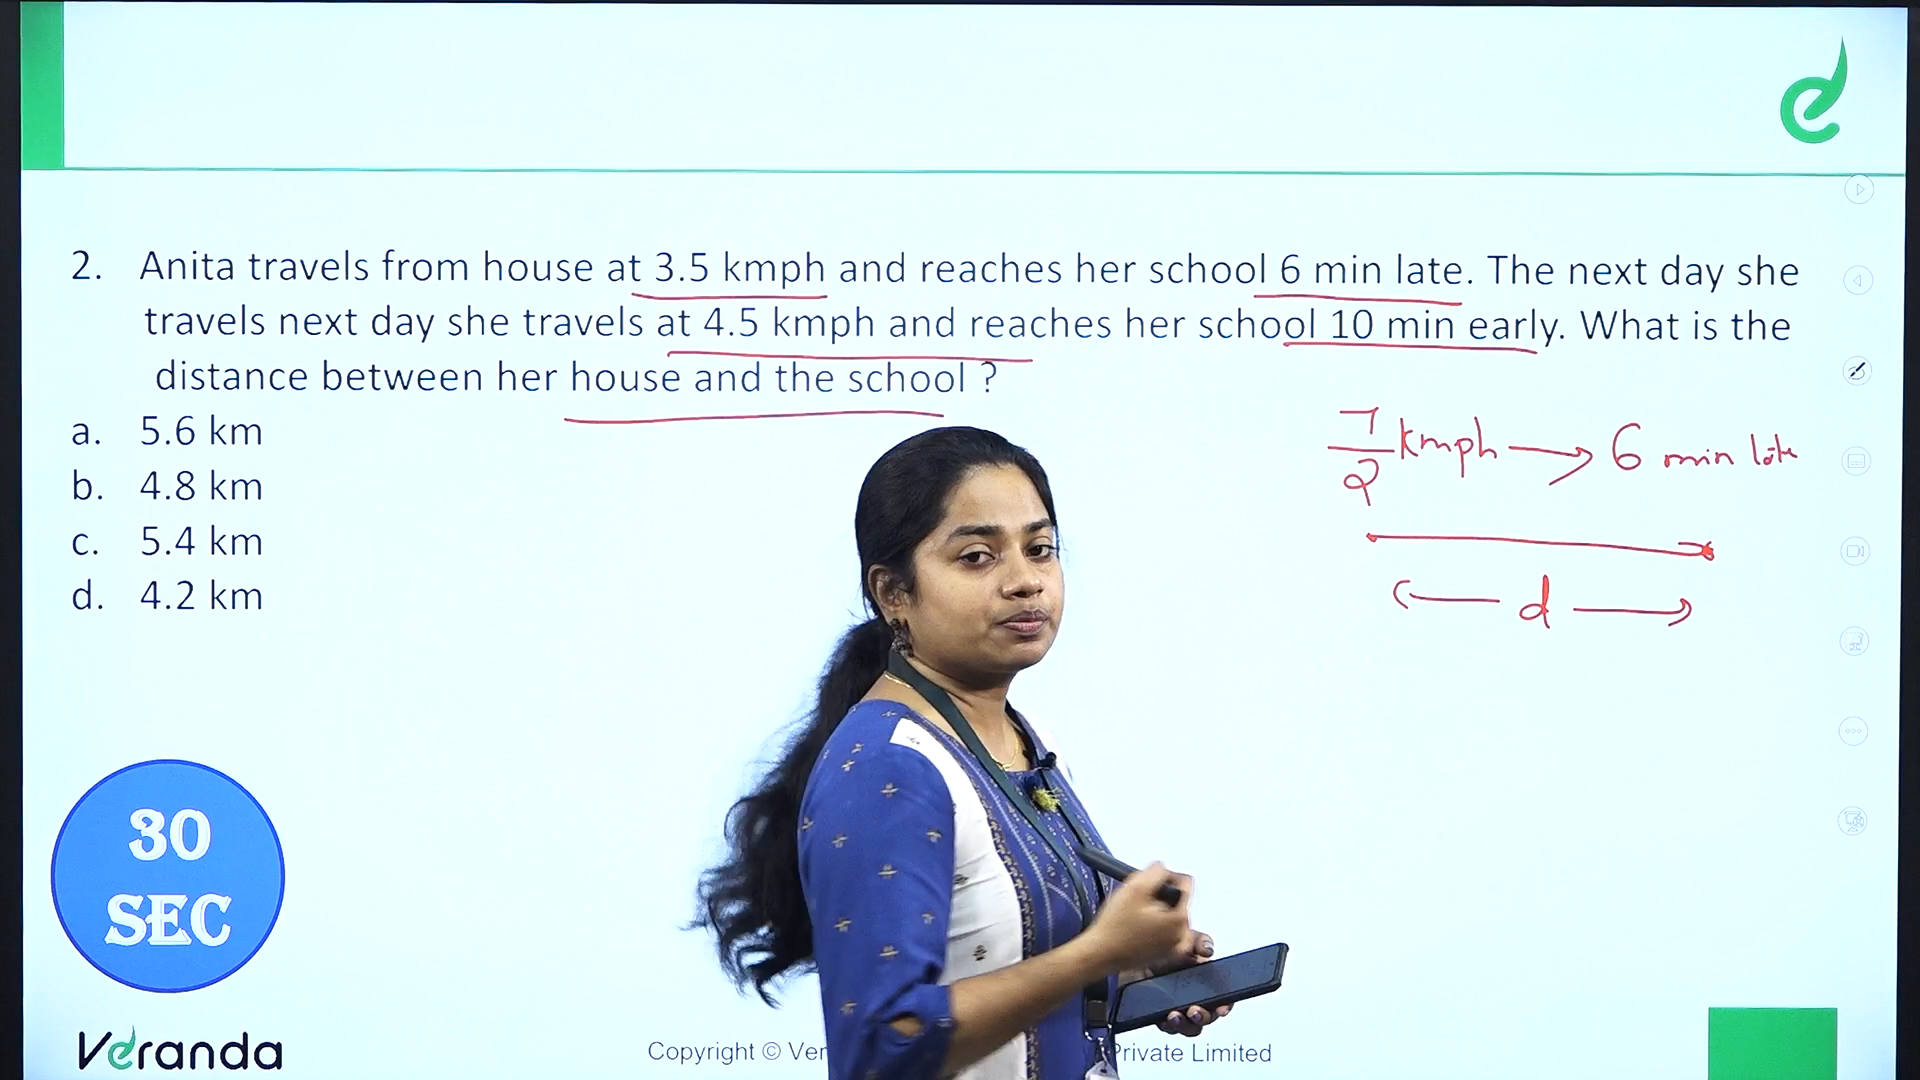 2. Anita travels from house at 3.5 kmph and reaches her school 6 min late. The next day she
travels next day she travels at 4.5 kmph and reaches her school 10 min early. What is the
distance between her house and the school ?
a. 5.6 km
b. 4.8 km
c. 5.4 km
d. 4.2 km
7/2 kmph → 6 min late
d
30
SEC
Veranda
Copyright © Ver
Private Limited